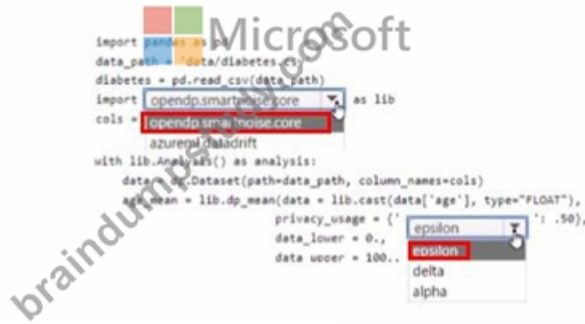 Microsoft
import pandas as pd
data_path = 'data/diabetes.csv'
diabetes = pd.read_csv(data_path)
import opendp.smartnoise.core as lib
cols =
opendp.smartnoise.core
azureml.datadrift
with lib.Analysis() as analysis:
data = dp.Dataset(path=data_path, column_names=cols)
age_mean = lib.dp_mean(data = lib.cast(data['age'], type="FLOAT"),
privacy_usage = {' epsilon ': .50},
data_lower = 0.,
data upper = 100..
epsilon
delta
alpha
braindumpstudy.com